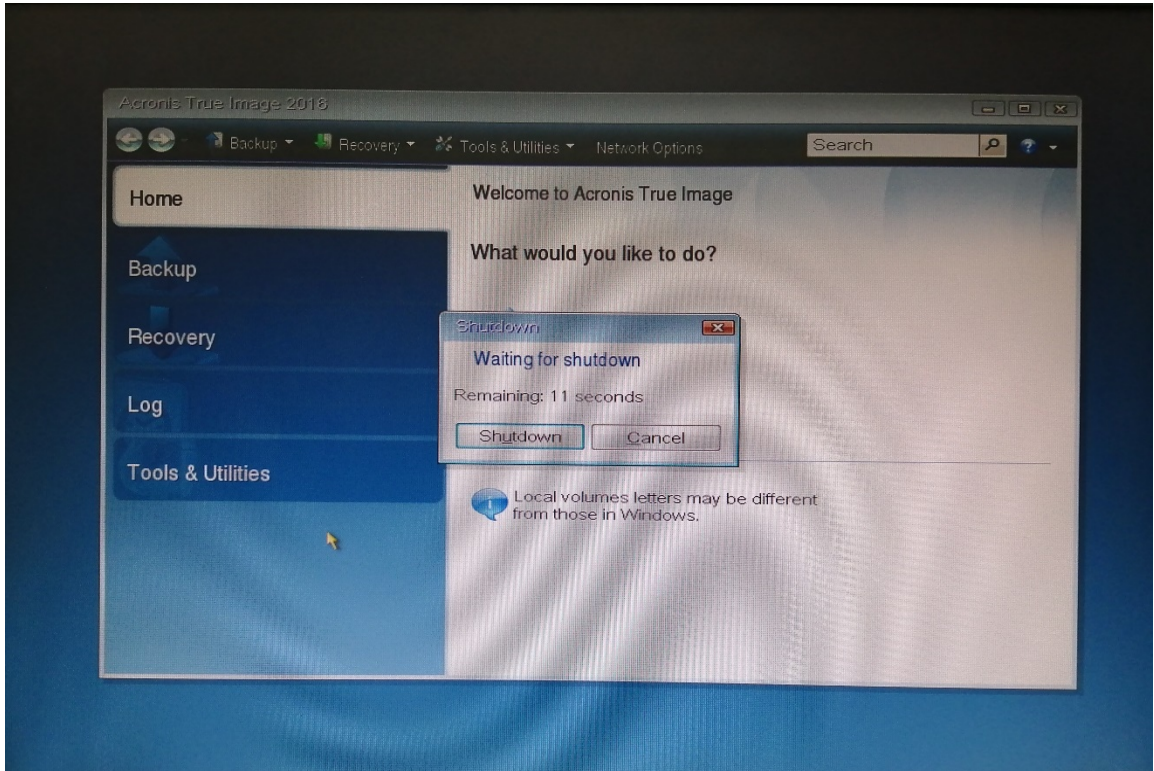 Acronis True Image 2016
Backup Recovery Tools & Utilities Network Options Search
Home
Backup
Recovery
Log
Tools & Utilities
Welcome to Acronis True Image
What would you like to do?
Shutdown
Waiting for shutdown
Remaining: 11 seconds
Shutdown Cancel
Local volumes letters may be different
from those in Windows.